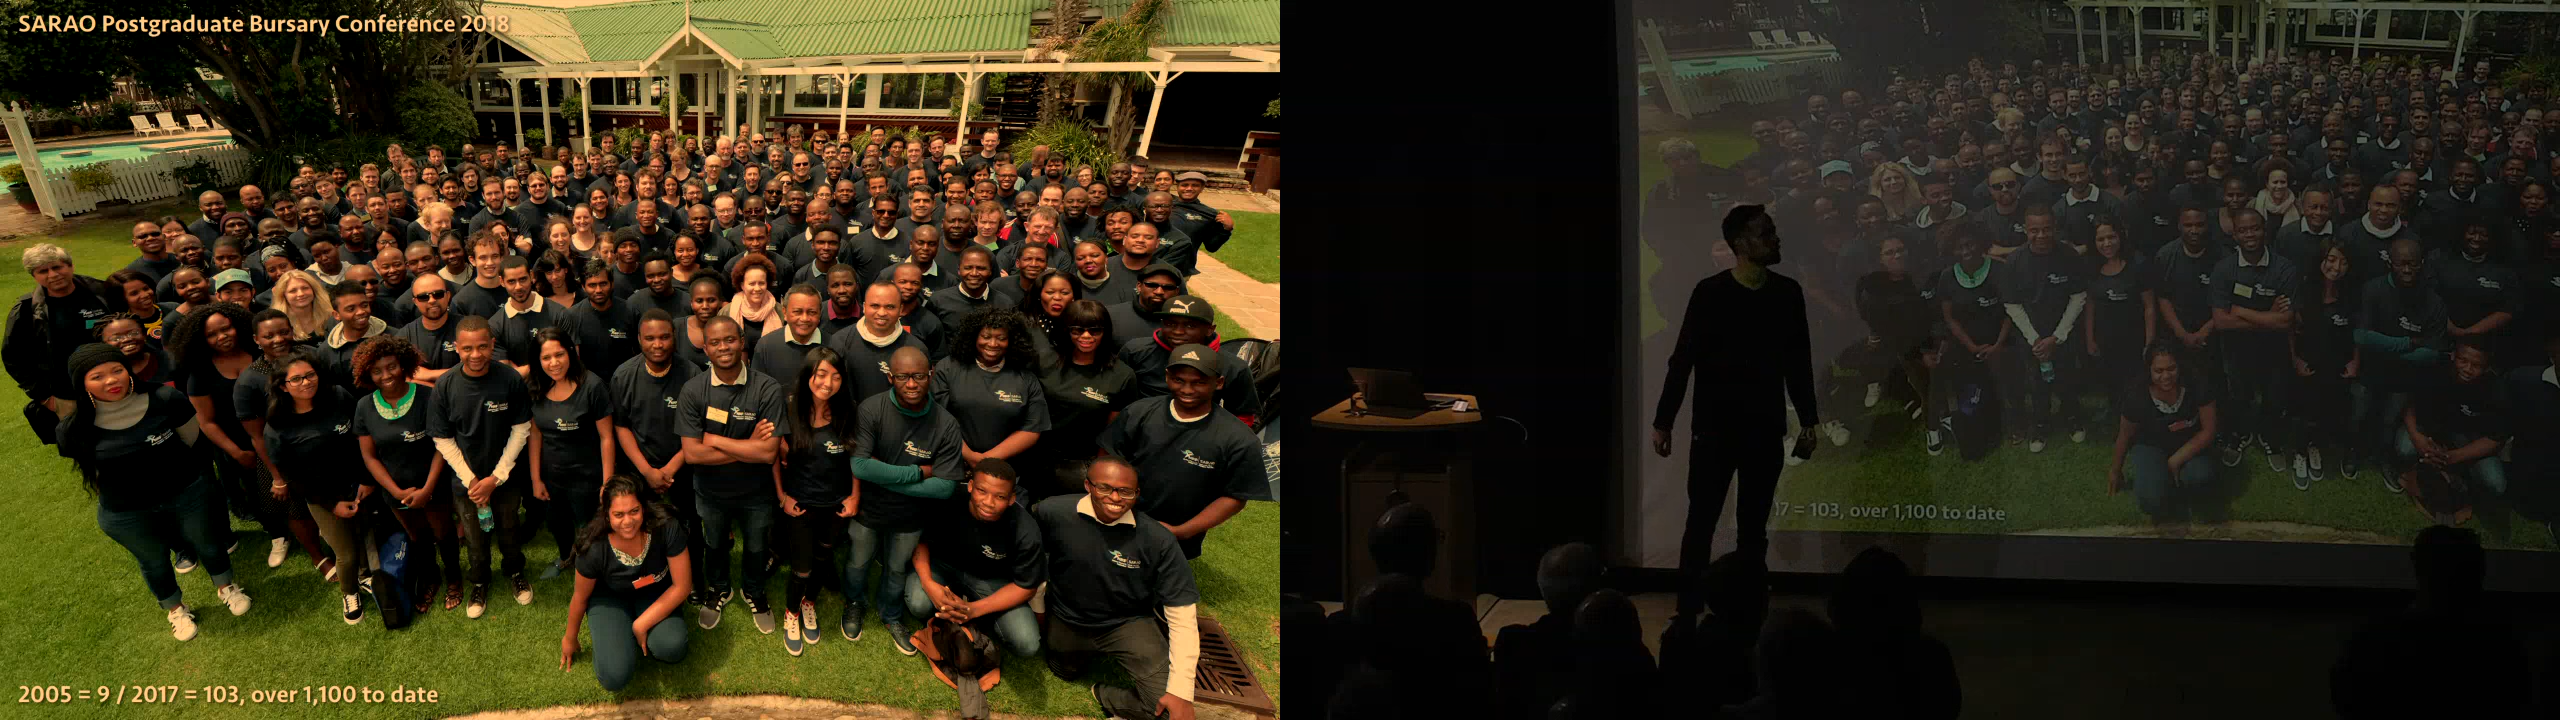 SARAO Postgraduate Bursary Conference 2018
2005 = 9 / 2017 = 103, over 1,100 to date
17 = 103, over 1,100 to date